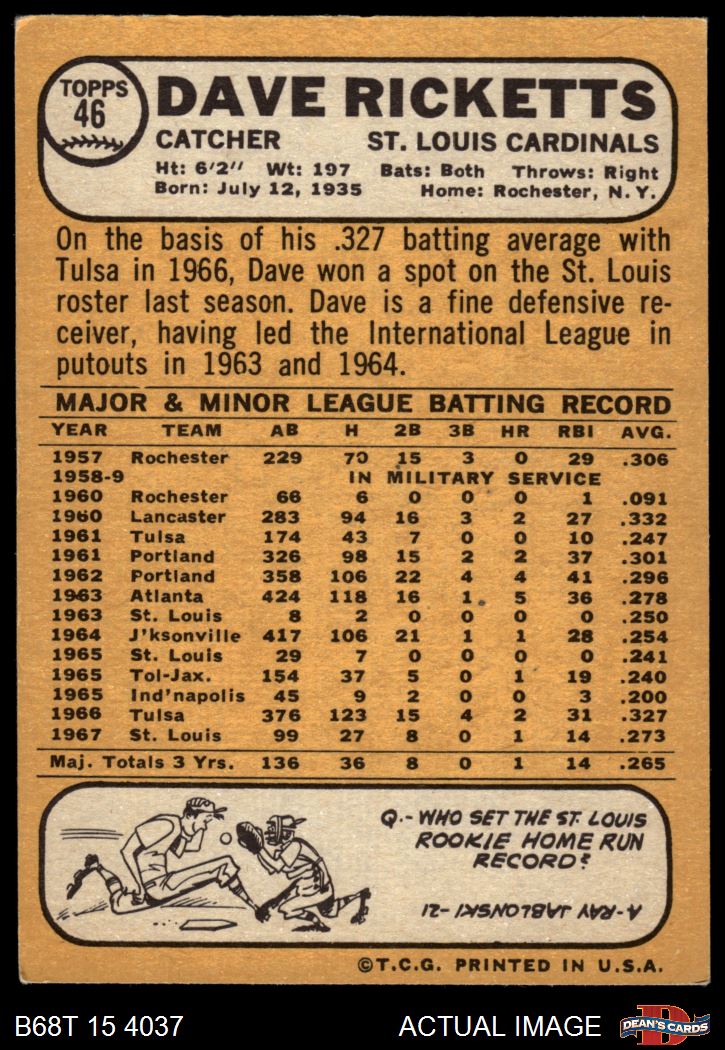 TOPPS
46
DAVE RICKETTS
CATCHER ST. LOUIS CARDINALS
Ht: 6'2" Wt: 197 Bats: Both Throws: Right
Born: July 12, 1935 Home: Rochester, N. Y.
On the basis of his .327 batting average with
Tulsa in 1966, Dave won a spot on the St. Louis
roster last season. Dave is a fine defensive re-
ceiver, having led the International League in
putouts in 1963 and 1964.
MAJOR & MINOR LEAGUE BATTING RECORD
YEAR TEAM AB H 2B 3B HR RBI AVG.
1957 Rochester 229 70 15 3 0 29 .306
1958-9 IN MILITARY SERVICE
1960 Rochester 66 6 0 0 0 1 .091
1960 Lancaster 283 94 16 3 2 27 .332
1961 Tulsa 174 43 7 0 0 10 .247
1961 Portland 326 98 15 2 2 37 .301
1962 Portland 358 106 22 4 4 41 .296
1963 Atlanta 424 118 16 1 5 36 .278
1963 St. Louis 8 2 0 0 0 0 .250
1964 J'ksonville 417 106 21 1 1 28 .254
1965 St. Louis 29 7 0 0 0 0 .241
1965 Tol-Jax. 154 37 5 0 1 19 .240
1965 Ind'napolis 45 9 2 0 0 3 .200
1966 Tulsa 376 123 15 4 2 31 .327
1967 St. Louis 99 27 8 0 1 14 .273
Maj. Totals 3 Yrs. 136 36 8 0 1 14 .265
Q.- WHO SET THE ST. LOUIS
ROOKIE HOME RUN
RECORD?
A-RAY JABLONSKI -21
©T.C.G. PRINTED IN U.S.A.
B68T 15 4037 ACTUAL IMAGE
D
DEAN'S CARDS